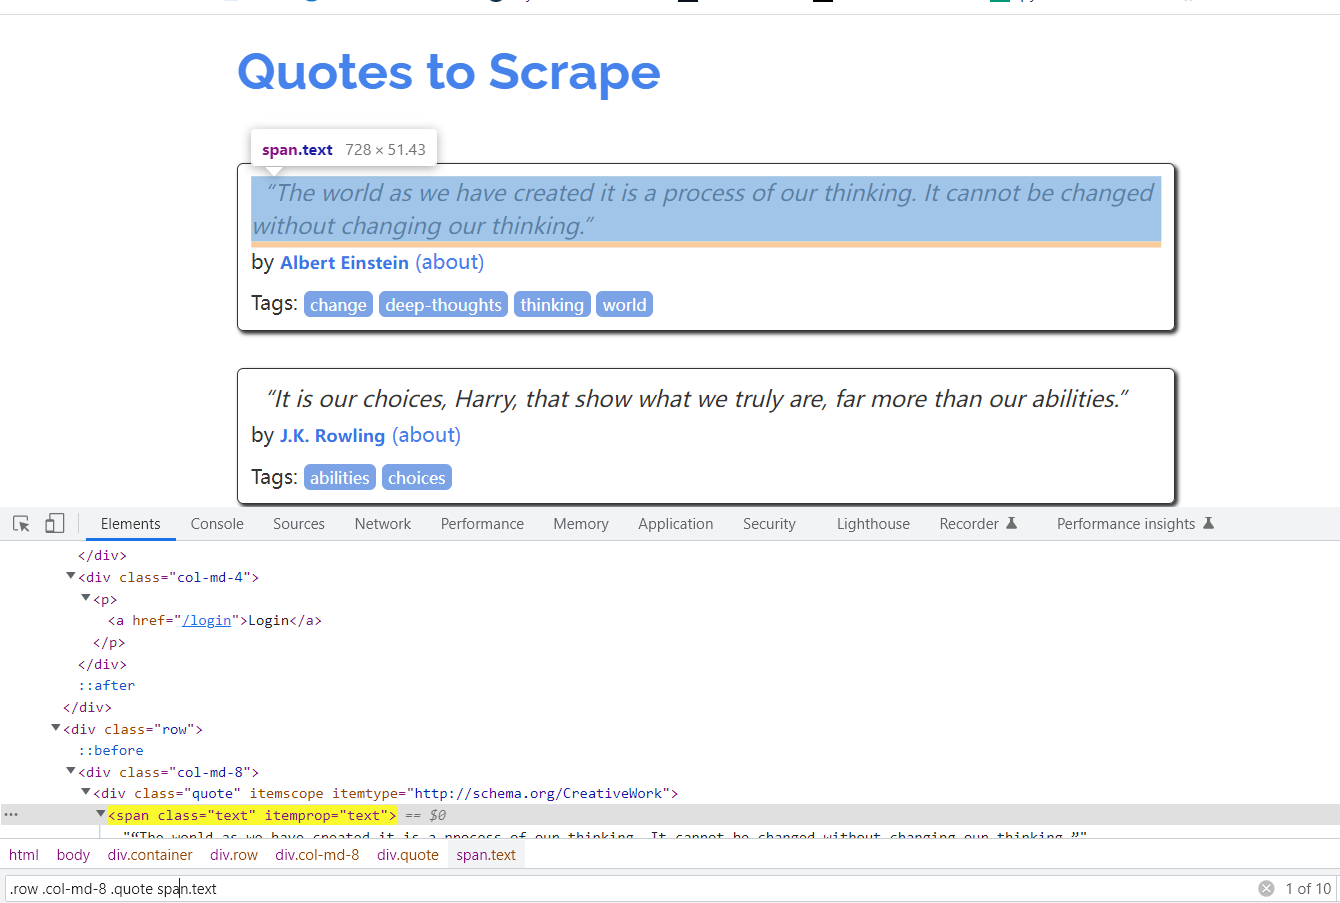 Quotes to Scrape
span.text 728 × 51.43
“The world as we have created it is a process of our thinking. It cannot be changed
without changing our thinking.”
by Albert Einstein (about)
Tags: change deep-thoughts thinking world
“It is our choices, Harry, that show what we truly are, far more than our abilities.”
by J.K. Rowling (about)
Tags: abilities choices
Elements Console Sources Network Performance Memory Application Security Lighthouse Recorder Performance insights
</div>
<div class="col-md-4">
<p>
<a href="/login">Login</a>
</p>
</div>
::after
</div>
<div class="row">
::before
<div class="col-md-8">
<div class="quote" itemscope itemtype="http://schema.org/CreativeWork">
<span class="text" itemprop="text"> == $0
"“The world as we have created it is a process of our thinking. It cannot be changed without changing our thinking.”"
html body div.container div.row div.col-md-8 div.quote span.text
.row .col-md-8 .quote span.text 1 of 10